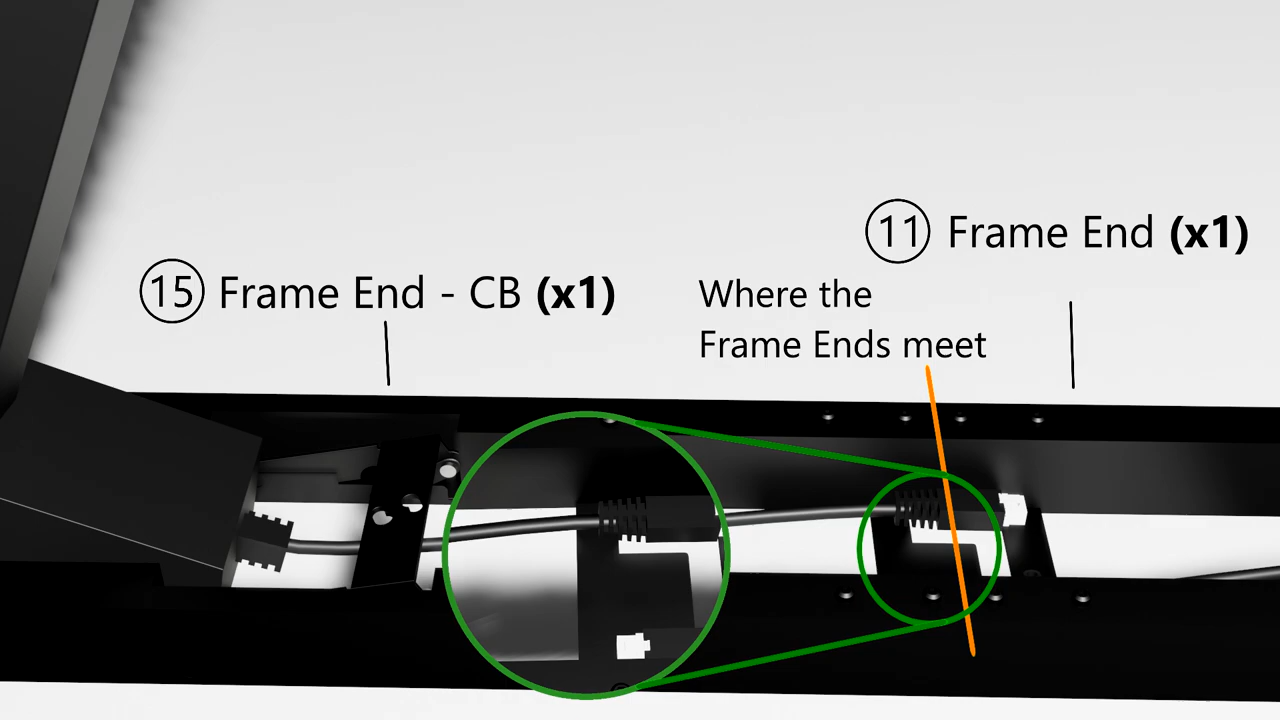 11 Frame End (x1)
15 Frame End - CB (x1)
Where the
Frame Ends meet